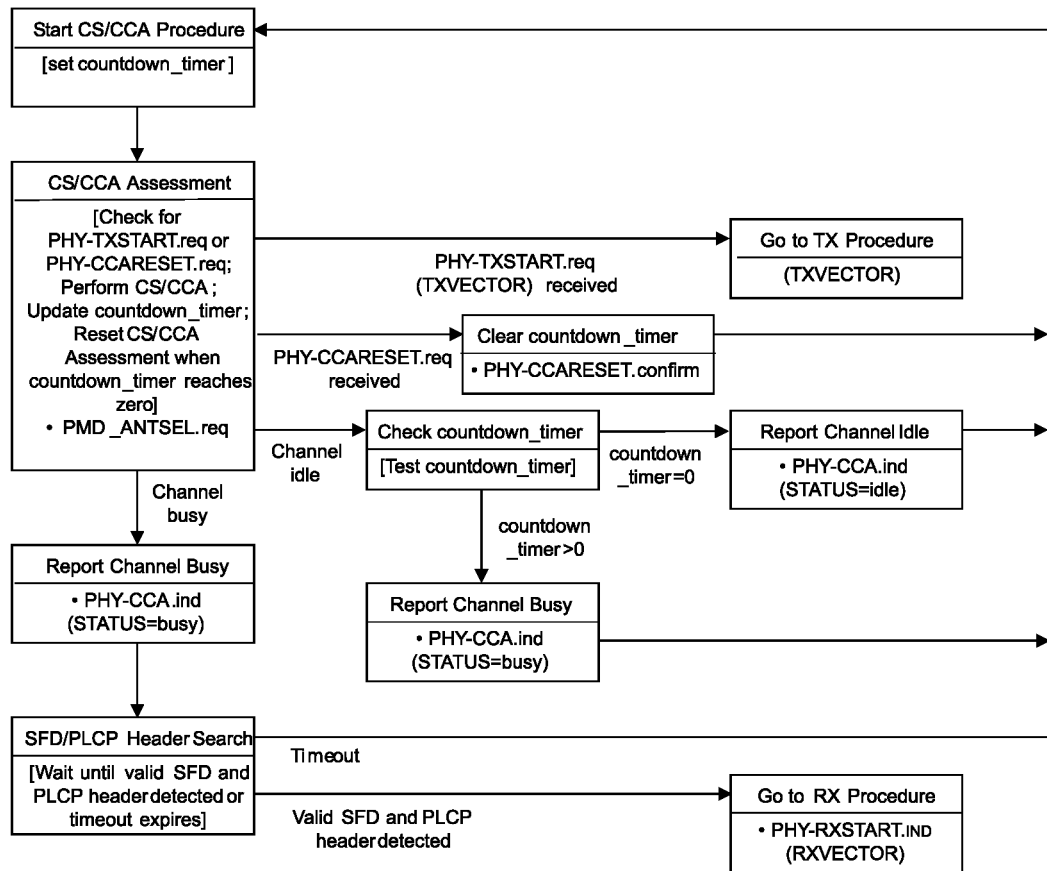 Start CS/CCA Procedure
[set countdown_timer]
CS/CCA Assessment
[Check for
PHY-TXSTART.req or
PHY-CCARESET.req;
Perform CS/CCA ;
Update countdown_timer;
Reset CS/CCA
Assessment when
countdown_timer reaches
zero]
• PMD _ANTSEL.req
PHY-TXSTART.req
(TXVECTOR) received
Go to TX Procedure
(TXVECTOR)
PHY-CCARESET.req
received
Clear countdown _timer
• PHY-CCARESET.confirm
Channel
idle
Check countdown_timer
[Test countdown_timer]
countdown
_timer=0
Report Channel Idle
• PHY-CCA.ind
(STATUS=idle)
Channel
busy
countdown
_timer>0
Report Channel Busy
• PHY-CCA.ind
(STATUS=busy)
Report Channel Busy
• PHY-CCA.ind
(STATUS=busy)
SFD/PLCP Header Search
[Wait until valid SFD and
PLCP header detected or
timeout expires]
Timeout
Valid SFD and PLCP
header detected
Go to RX Procedure
• PHY-RXSTART.IND
(RXVECTOR)